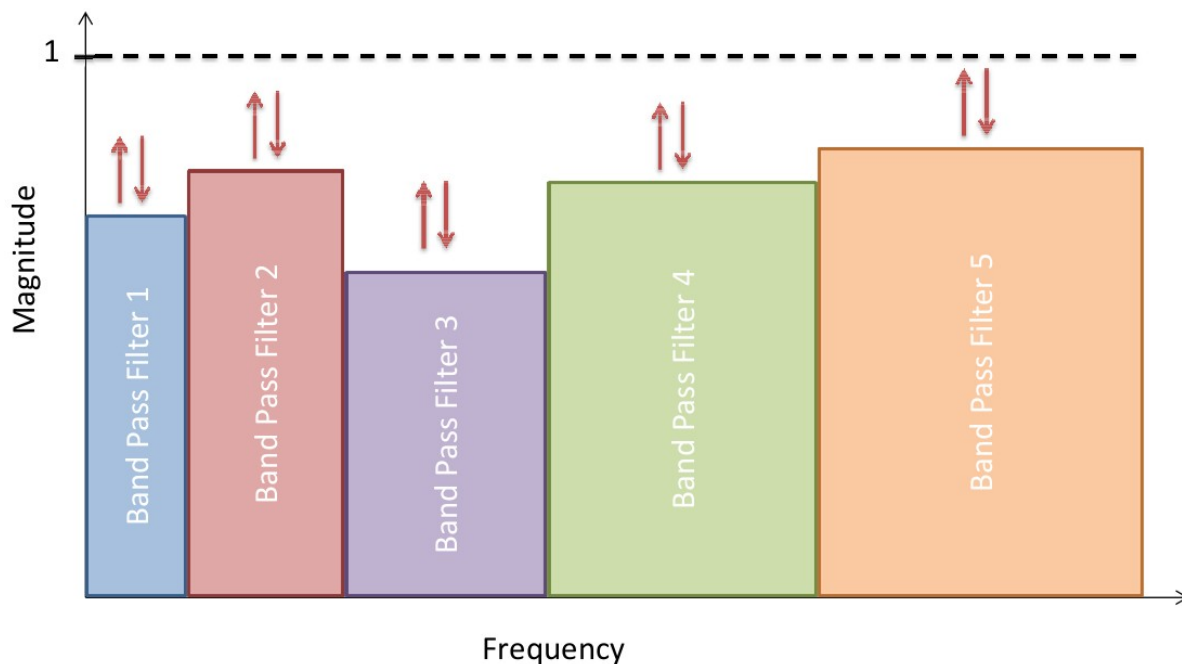 1
Magnitude
Band Pass Filter 1
Band Pass Filter 2
Band Pass Filter 3
Band Pass Filter 4
Band Pass Filter 5
Frequency